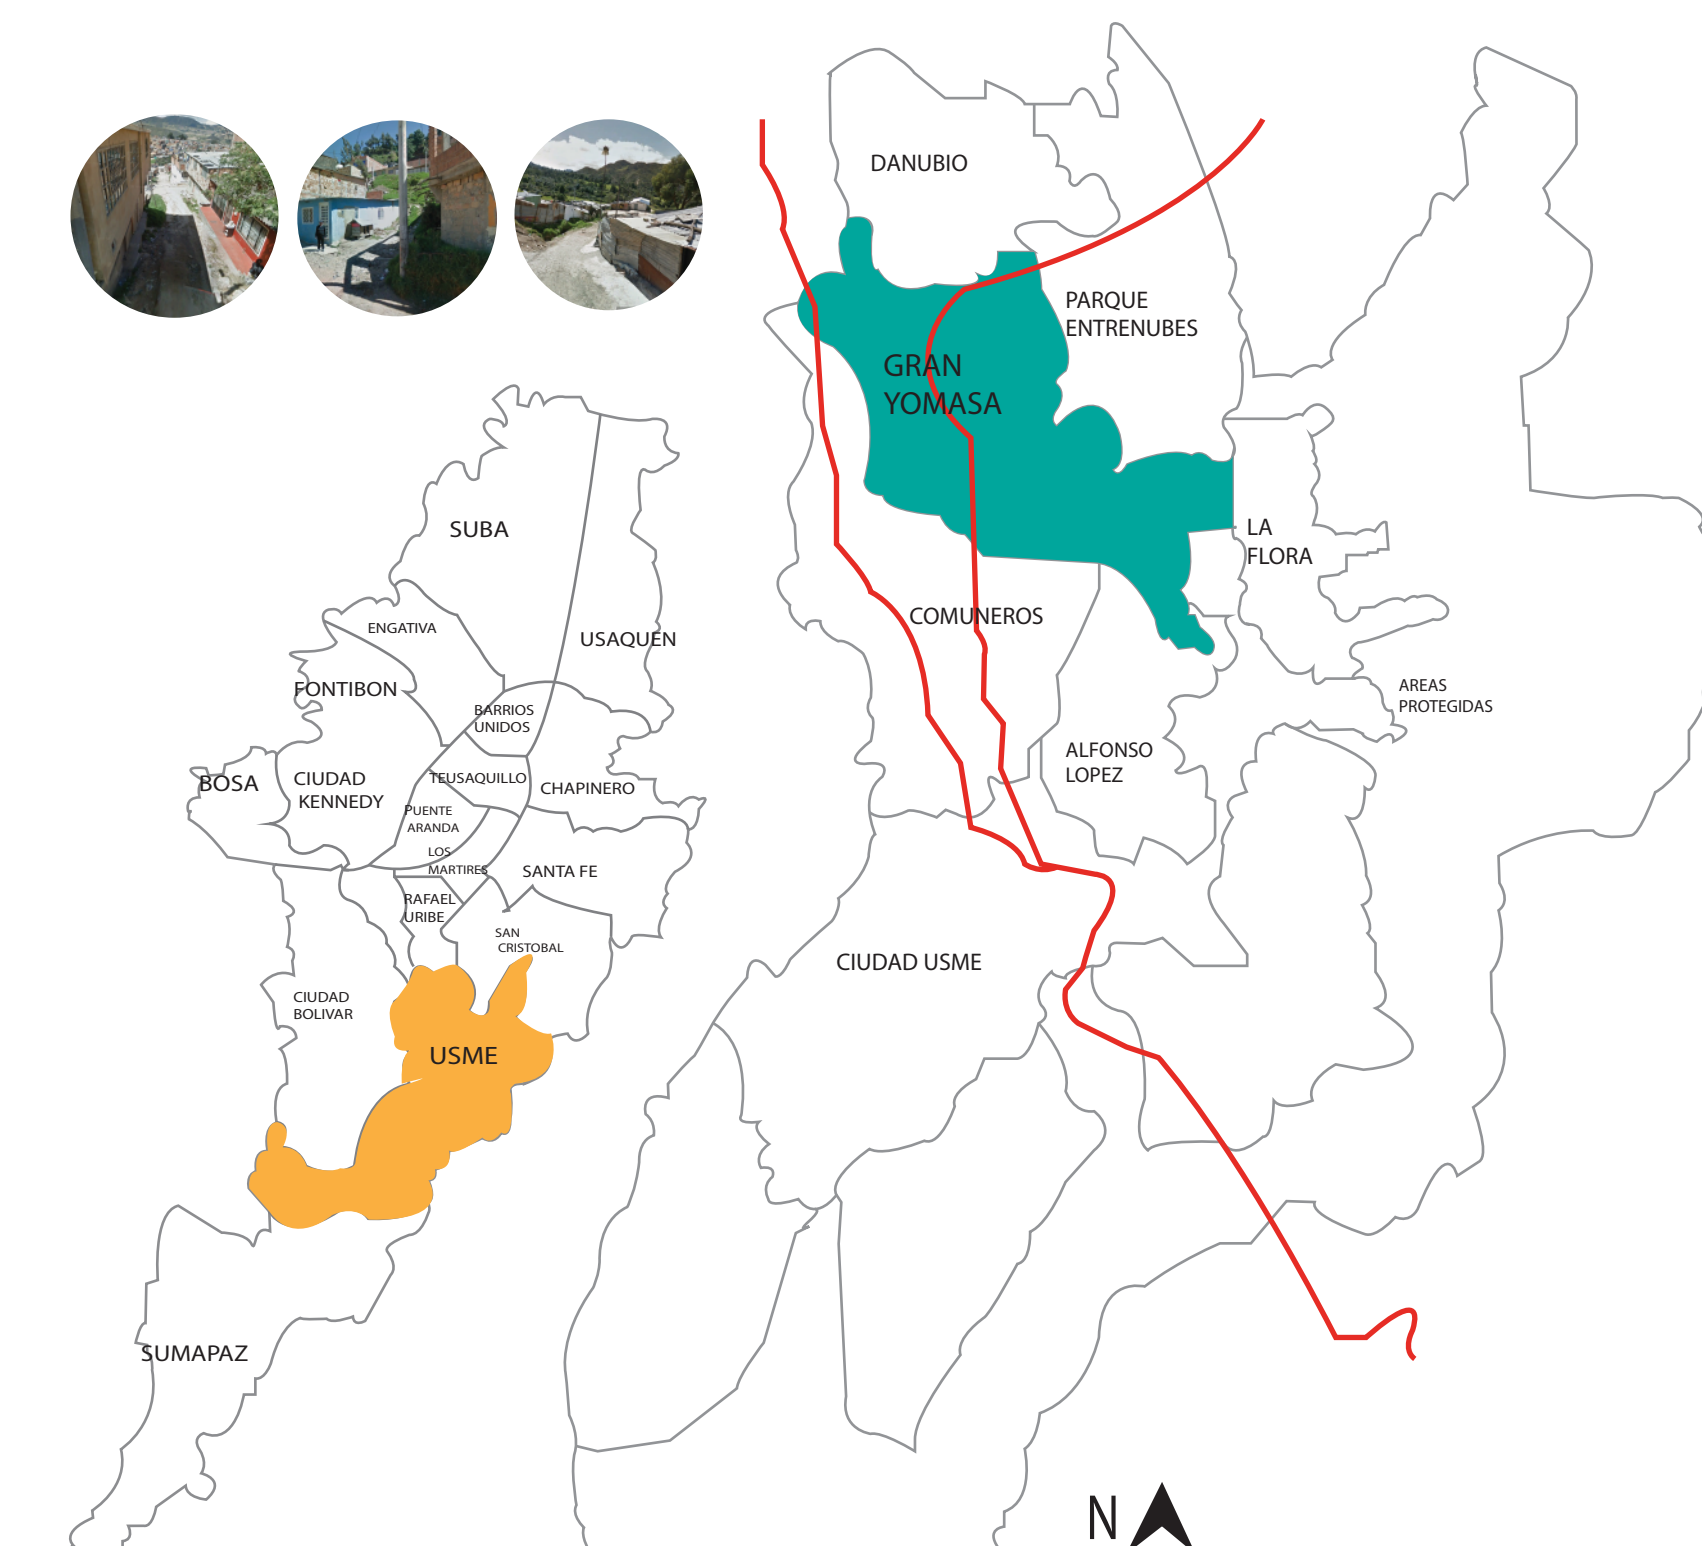 DANUBIO
PARQUE
ENTRENUBES
GRAN
YOMASA
LA
FLORA
COMUNEROS
AREAS
PROTEGIDAS
ALFONSO
LOPEZ
CIUDAD USME
SUBA
ENGATIVA
USAQUEN
FONTIBON
BARRIOS
UNIDOS
BOSA
CIUDAD
KENNEDY
TEUSAQUILLO
CHAPINERO
PUENTE
ARANDA
LOS
MARTIRES
SANTA FE
RAFAEL
URIBE
SAN
CRISTOBAL
CIUDAD
BOLIVAR
USME
SUMAPAZ
N